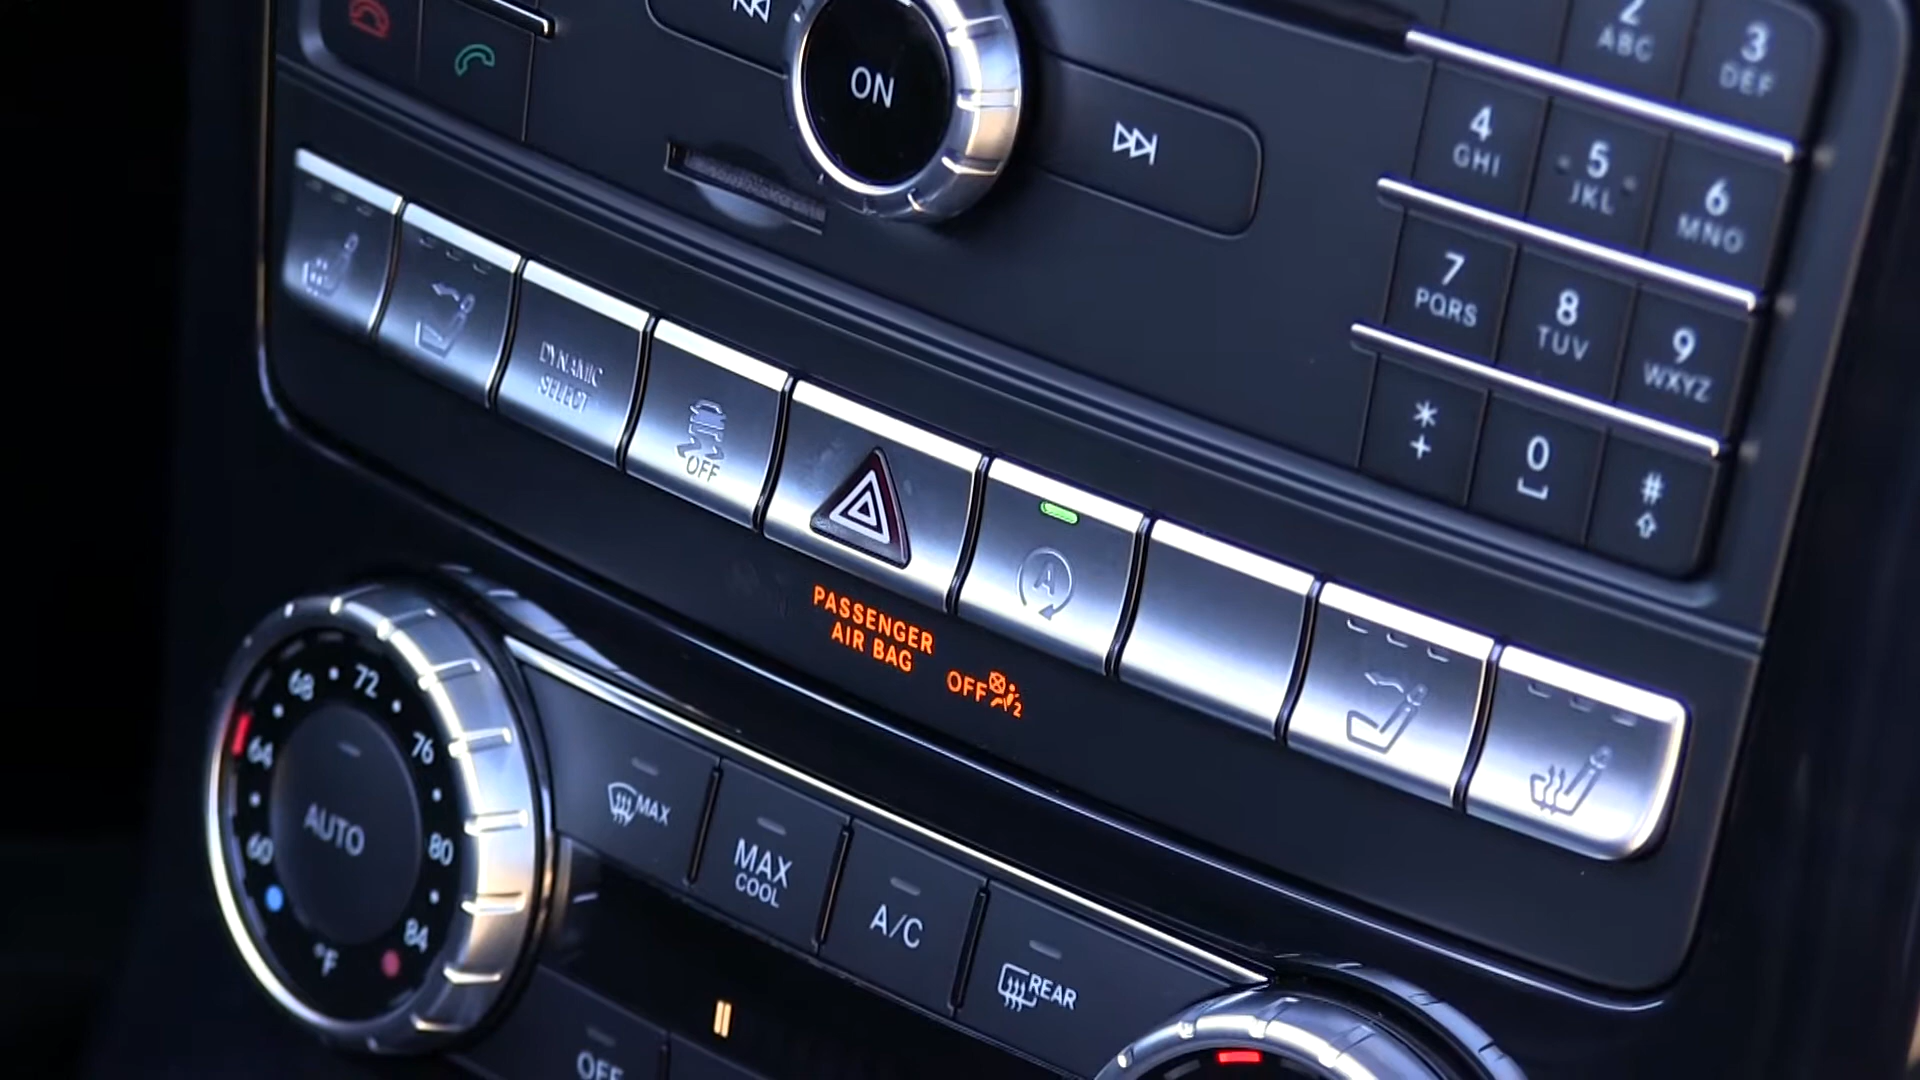 ON
2
ABC
3
DEF
4
GHI
5
JKL
6
MNO
7
PQRS
8
TUV
9
WXYZ
*
+
0
#
DYNAMIC
SELECT
OFF
A
PASSENGER
AIR BAG
OFF 2
68 72
64 76
AUTO
60 80
84
°F
MAX
MAX
COOL
A/C
REAR
OFF